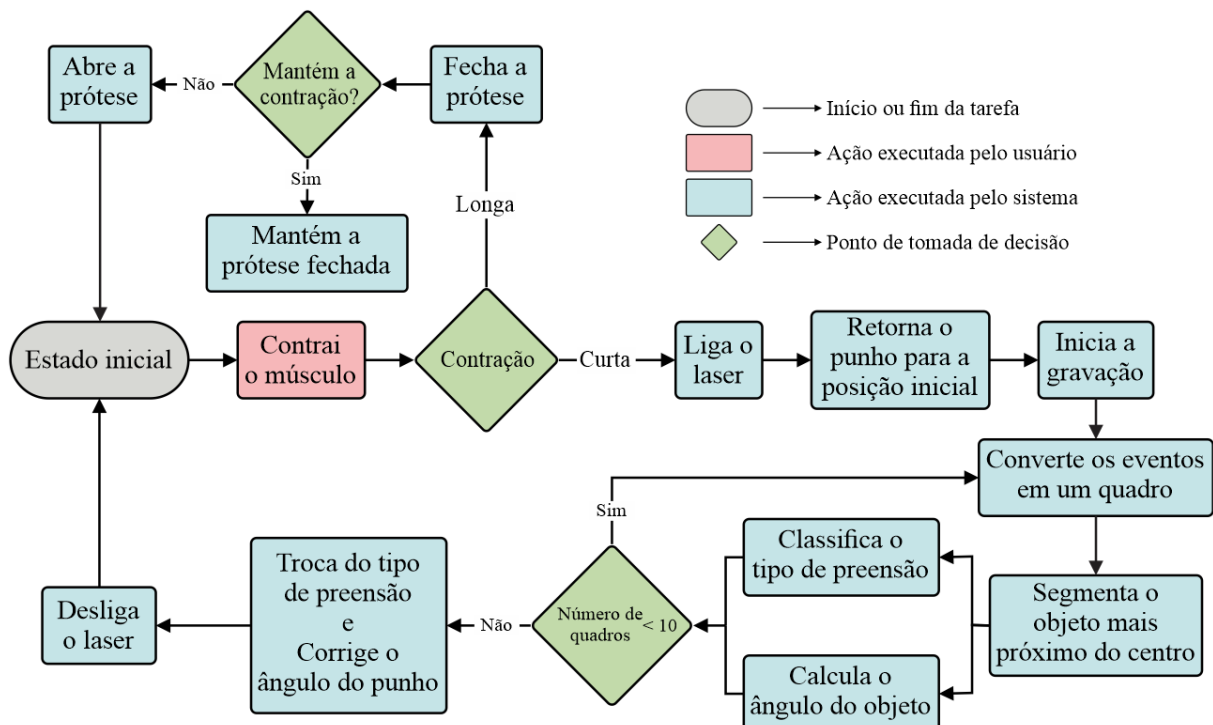 Abre a
prótese
Não
Mantém a
contração?
Fecha a
prótese
Sim
Mantém a
prótese fechada
Longa
Início ou fim da tarefa
Ação executada pelo usuário
Ação executada pelo sistema
Ponto de tomada de decisão
Estado inicial
Contrai
o músculo
Contração
Curta
Liga o
laser
Retorna o
punho para a
posição inicial
Inicia a
gravação
Converte os eventos
em um quadro
Segmenta o
objeto mais
próximo do centro
Classifica o
tipo de preensão
Calcula o
ângulo do objeto
Sim
Número de
quadros < 10
Não
Troca do tipo
de preensão
e
Corrige o
ângulo do punho
Desliga
o laser